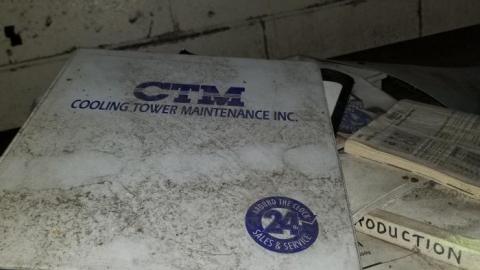 CTM
COOLING TOWER MAINTENANCE INC.
AROUND THE CLOCK
24
SALES & SERVICE
RODUCTION